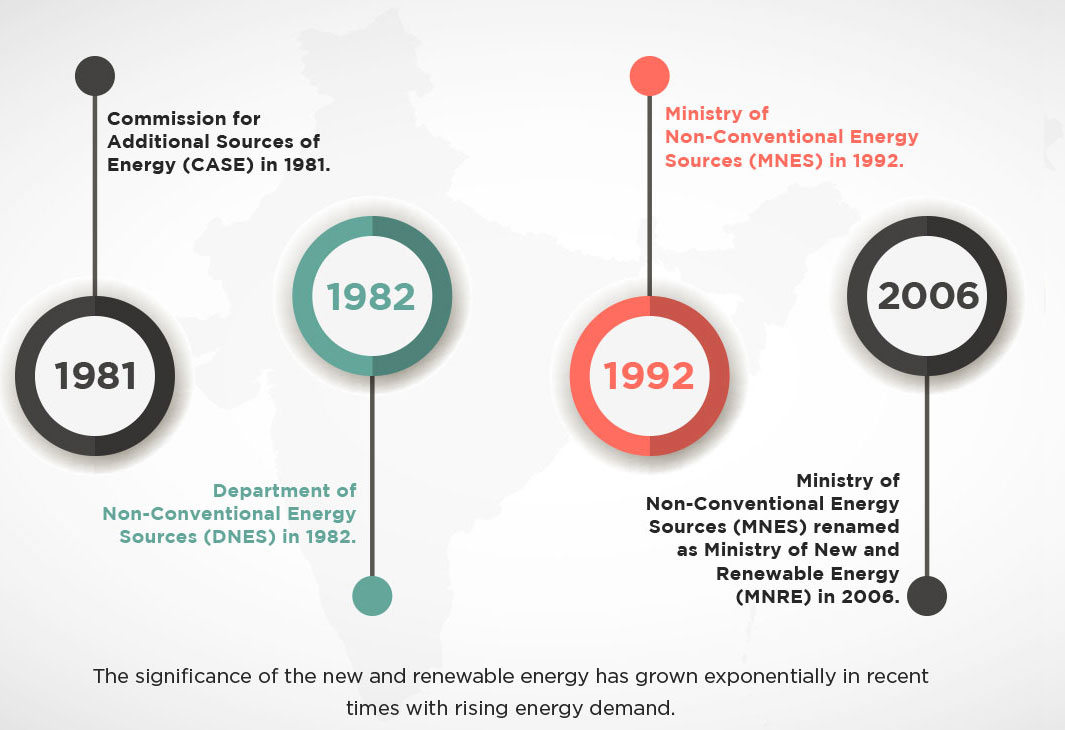 Commission for
Additional Sources of
Energy (CASE) in 1981.
1981
1982
Department of
Non-Conventional Energy
Sources (DNES) in 1982.
Ministry of
Non-Conventional Energy
Sources (MNES) in 1992.
1992
2006
Ministry of
Non-Conventional Energy
Sources (MNES) renamed
as Ministry of New and
Renewable Energy
(MNRE) in 2006.
The significance of the new and renewable energy has grown exponentially in recent
times with rising energy demand.